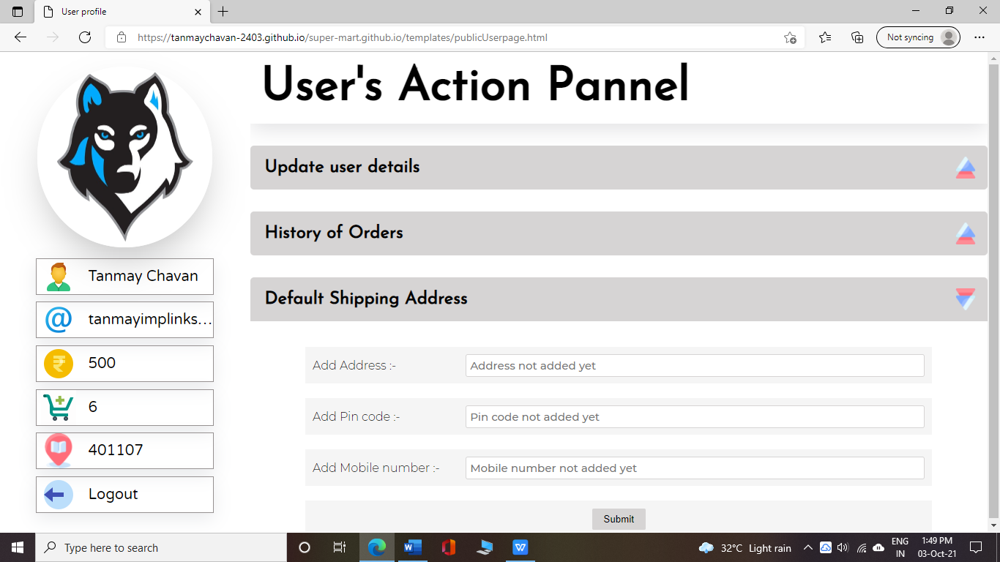 User profile
https://tanmaychavan-2403.github.io/super-mart.github.io/templates/publicUserpage.html
Not syncing
User's Action Pannel
Update user details
History of Orders
Default Shipping Address
Tanmay Chavan
@ tanmayimplinks...
₹ 500
6
401107
Logout
Add Address :- Address not added yet
Add Pin code :- Pin code not added yet
Add Mobile number :- Mobile number not added yet
Submit
Type here to search
32°C Light rain
ENG
IN
1:49 PM
03-Oct-21